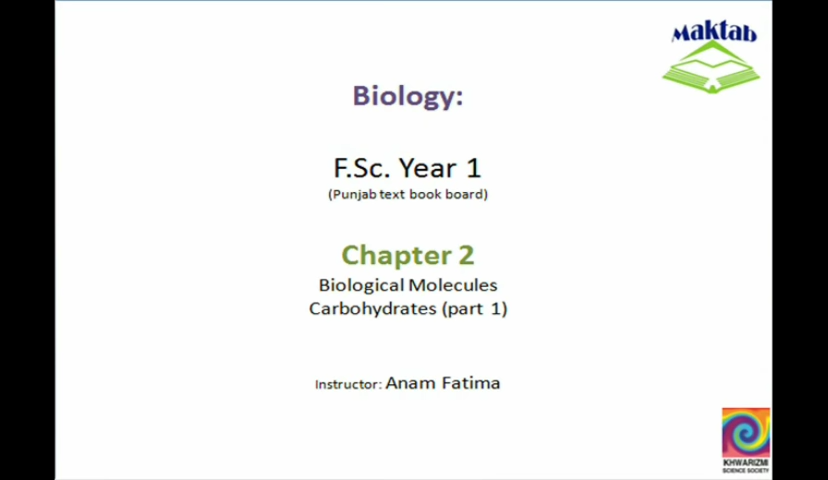 Maktab
Biology:
F.Sc. Year 1
(Punjab text book board)
Chapter 2
Biological Molecules
Carbohydrates (part 1)
Instructor: Anam Fatima
KHWARIZMI
SCIENCE SOCIETY